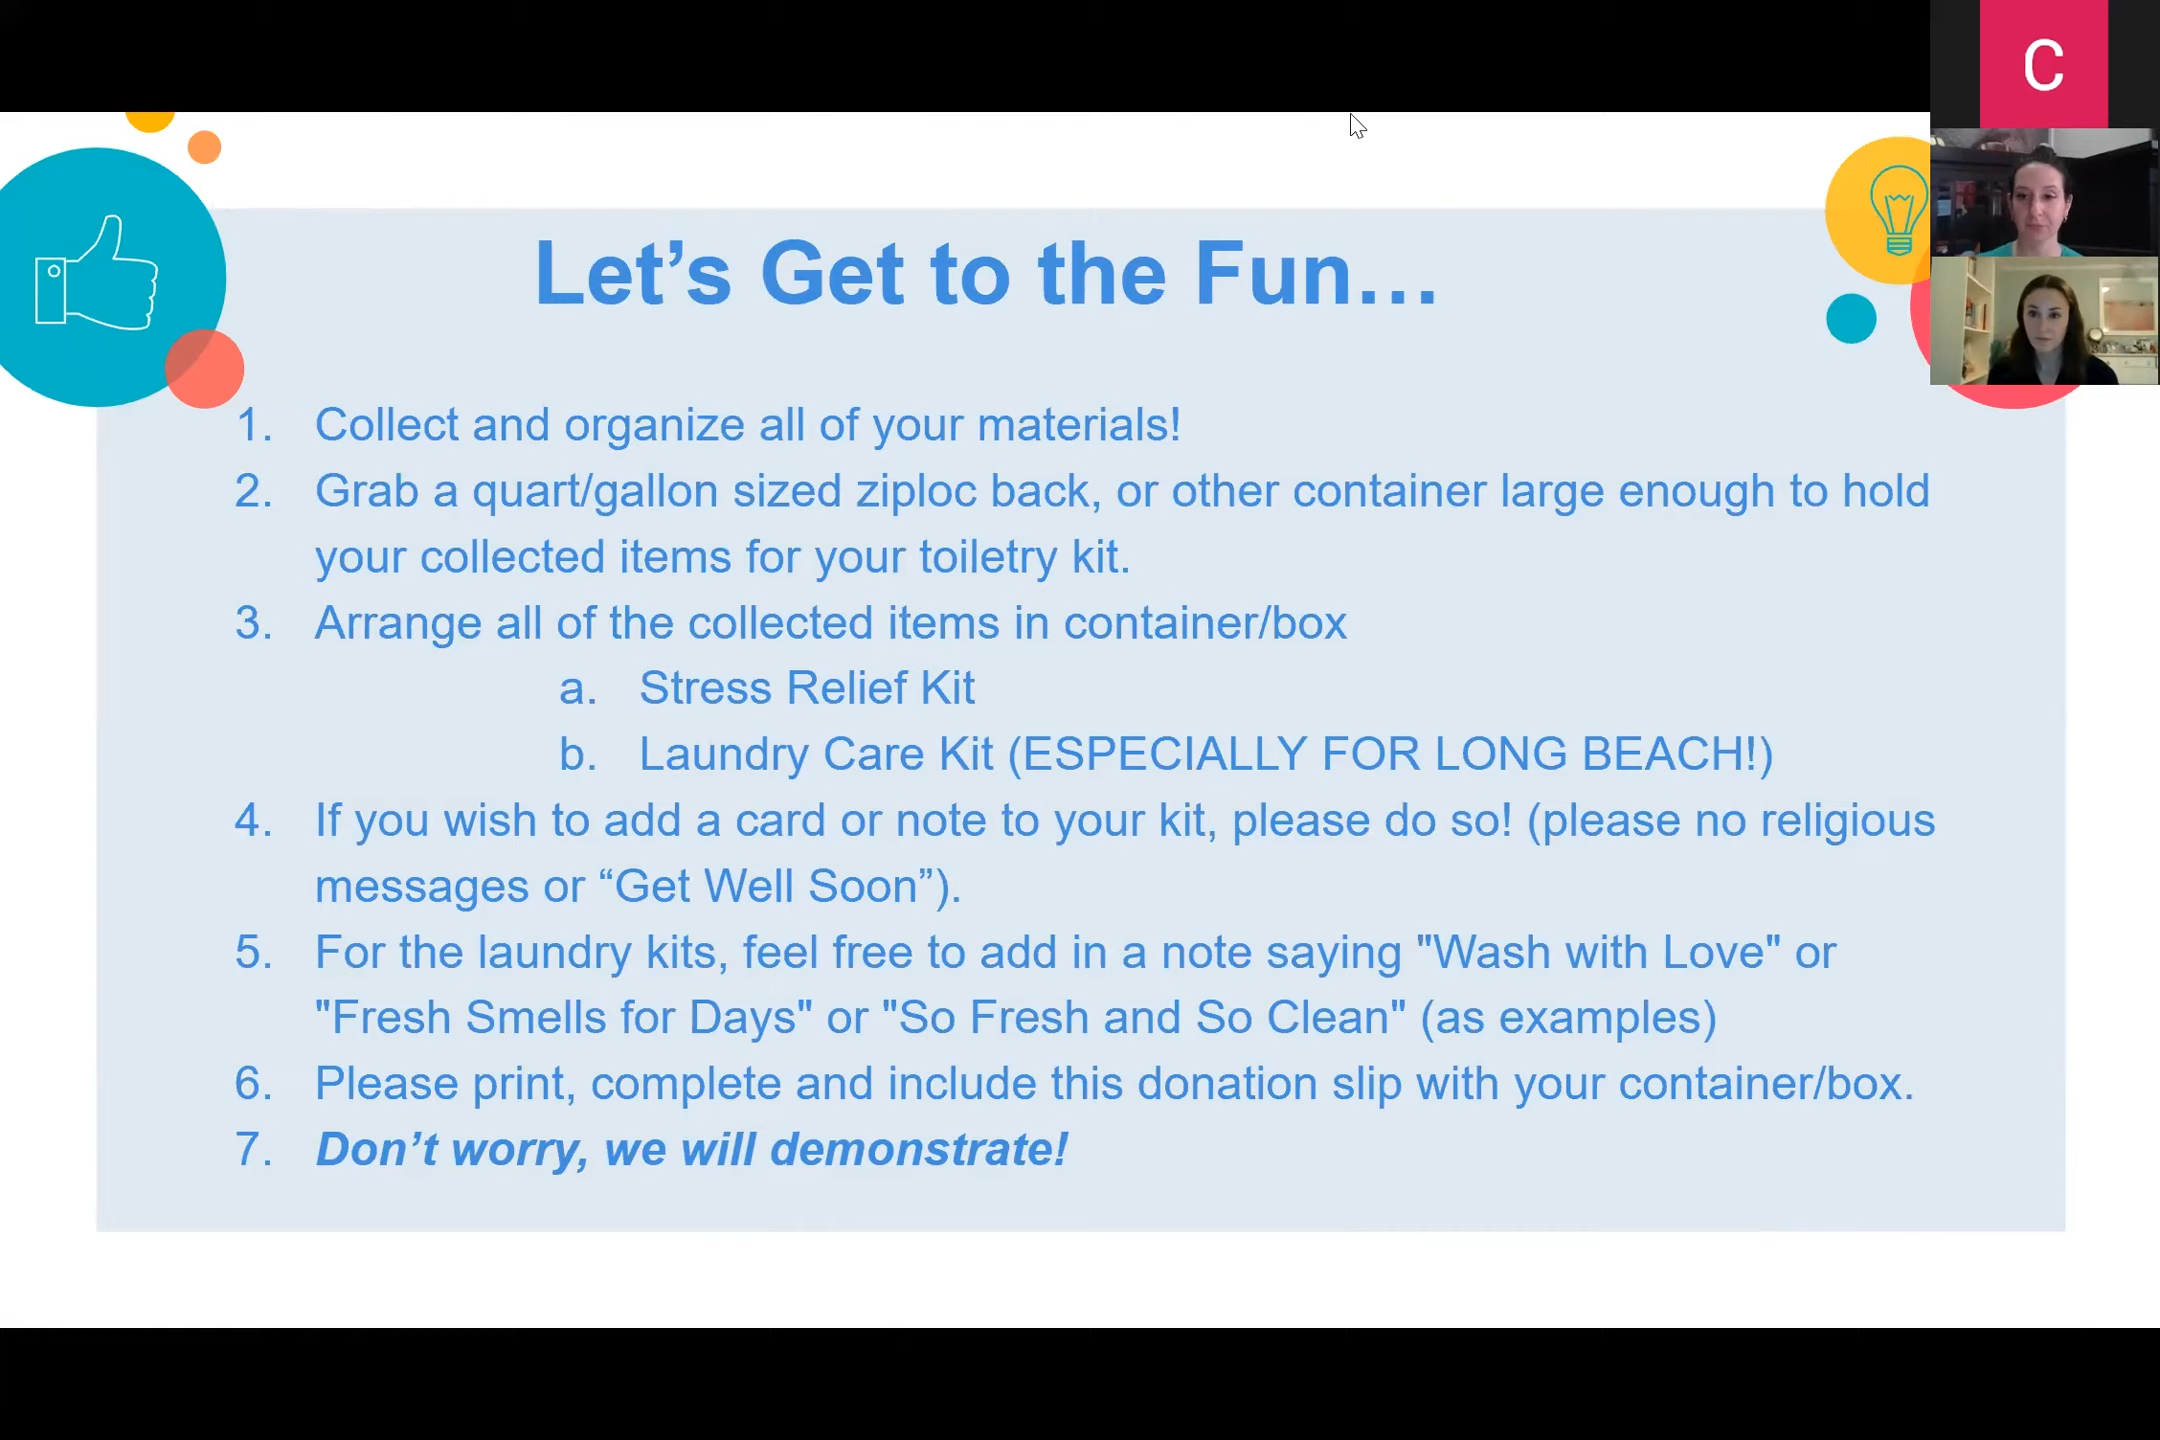 C
Let’s Get to the Fun…
1. Collect and organize all of your materials!
2. Grab a quart/gallon sized ziploc back, or other container large enough to hold
your collected items for your toiletry kit.
3. Arrange all of the collected items in container/box
a. Stress Relief Kit
b. Laundry Care Kit (ESPECIALLY FOR LONG BEACH!)
4. If you wish to add a card or note to your kit, please do so! (please no religious
messages or “Get Well Soon”).
5. For the laundry kits, feel free to add in a note saying "Wash with Love" or
"Fresh Smells for Days" or "So Fresh and So Clean" (as examples)
6. Please print, complete and include this donation slip with your container/box.
7. Don’t worry, we will demonstrate!